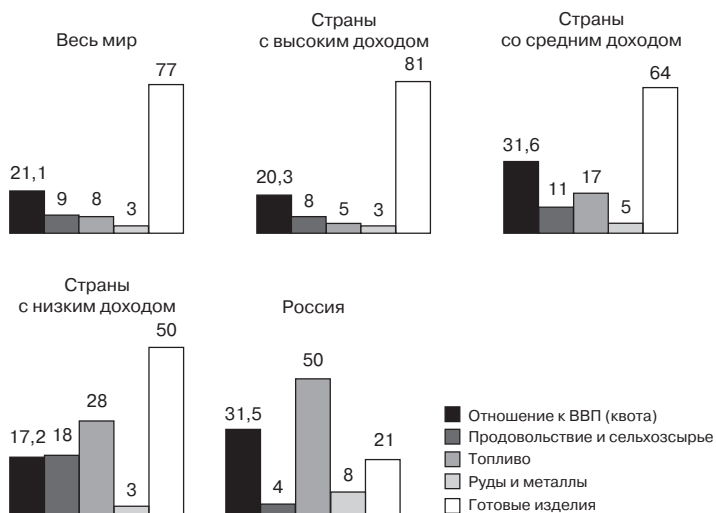 Весь мир
77
21,1
9
8
3
Страны
с высоким доходом
81
20,3
8
5
3
Страны
со средним доходом
64
31,6
11
17
5
Страны
с низким доходом
50
17,2
18
28
3
Россия
31,5
4
50
8
21
Отношение к ВВП (квота)
Продовольствие и сельхозсырье
Топливо
Руды и металлы
Готовые изделия